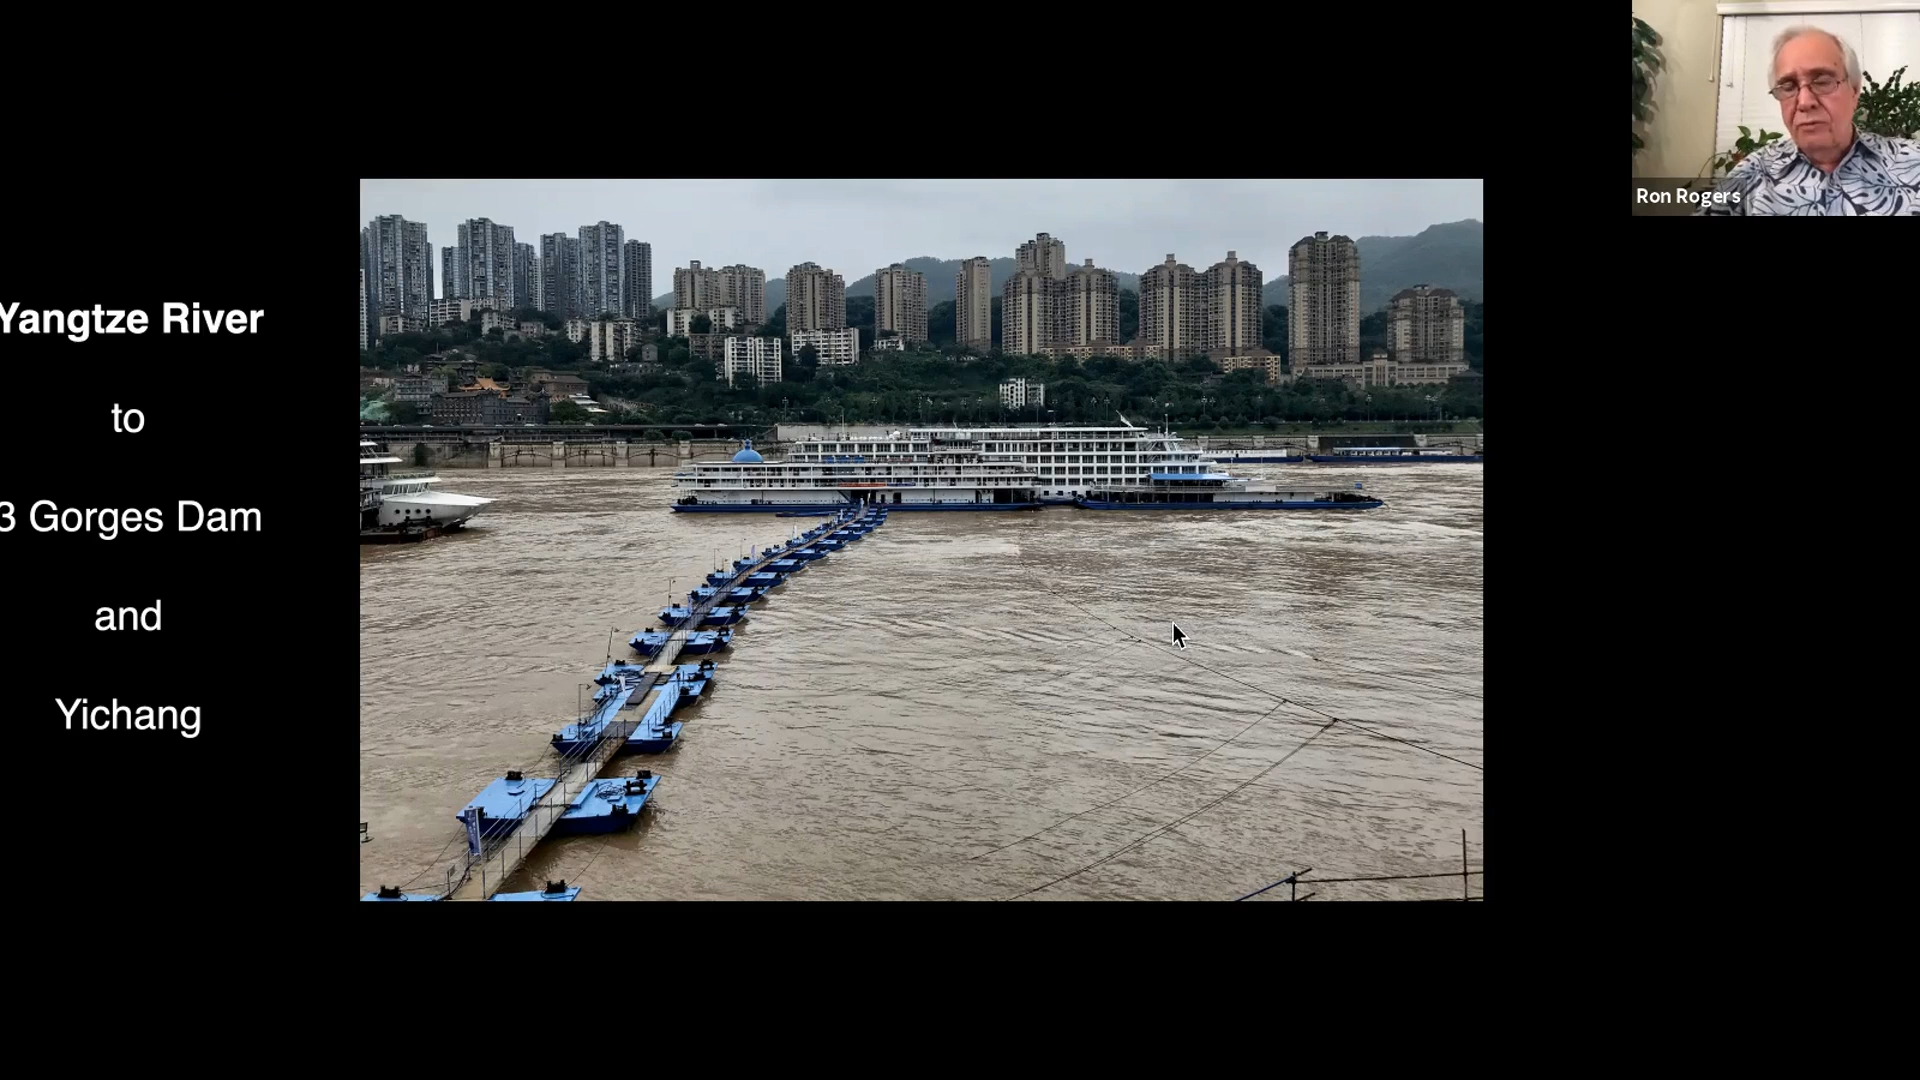 Yangtze River
to
3 Gorges Dam
and
Yichang
Ron Rogers